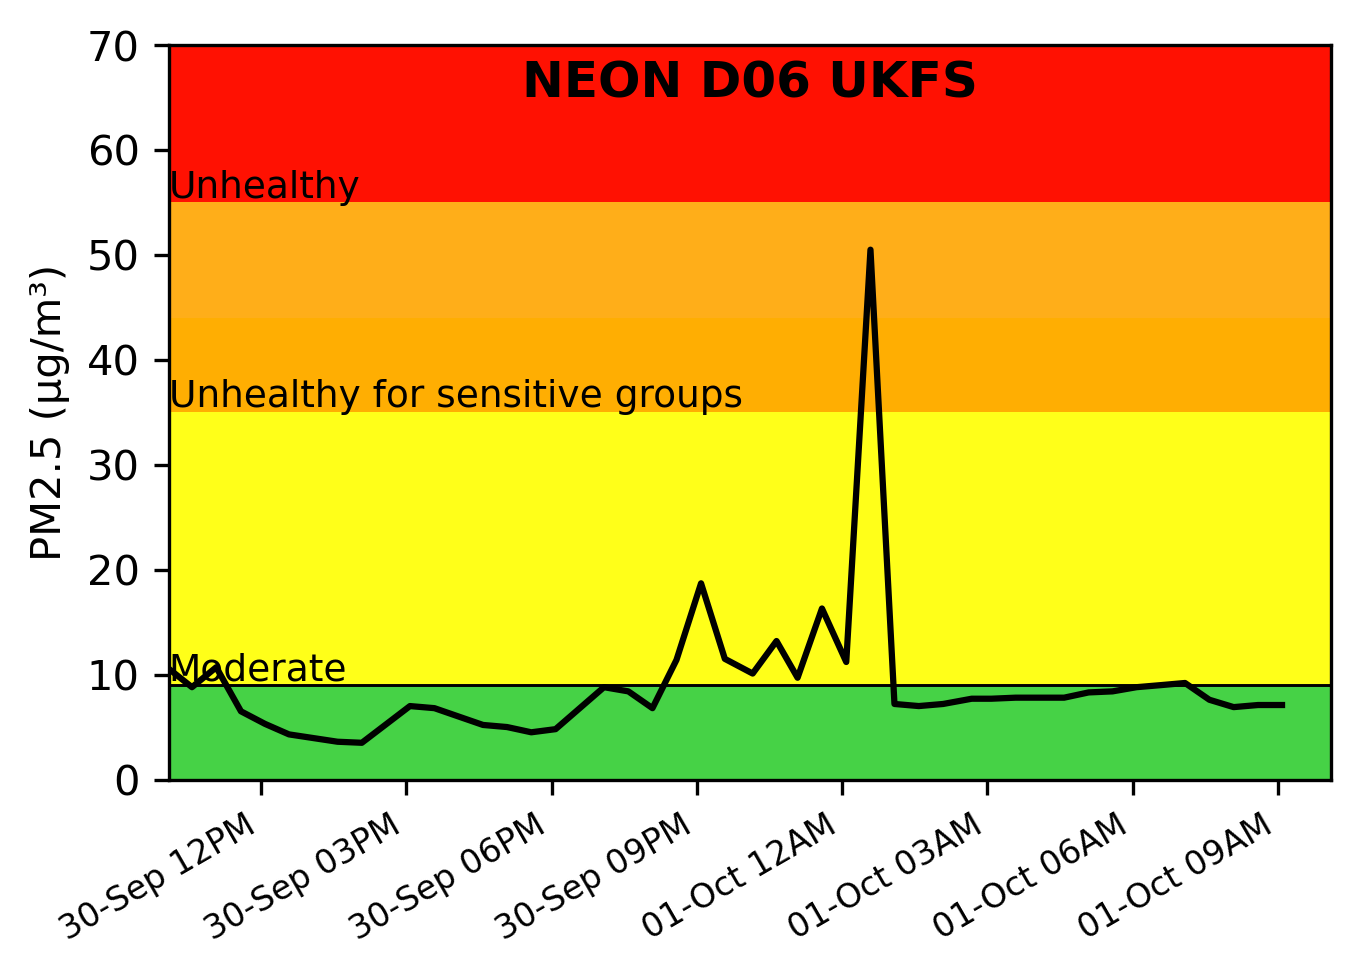 NEON D06 UKFS
70
60
50
40
30
20
10
0
PM2.5 (µg/m³)
Unhealthy
Unhealthy for sensitive groups
Moderate
30-Sep 12PM
30-Sep 03PM
30-Sep 06PM
30-Sep 09PM
01-Oct 12AM
01-Oct 03AM
01-Oct 06AM
01-Oct 09AM